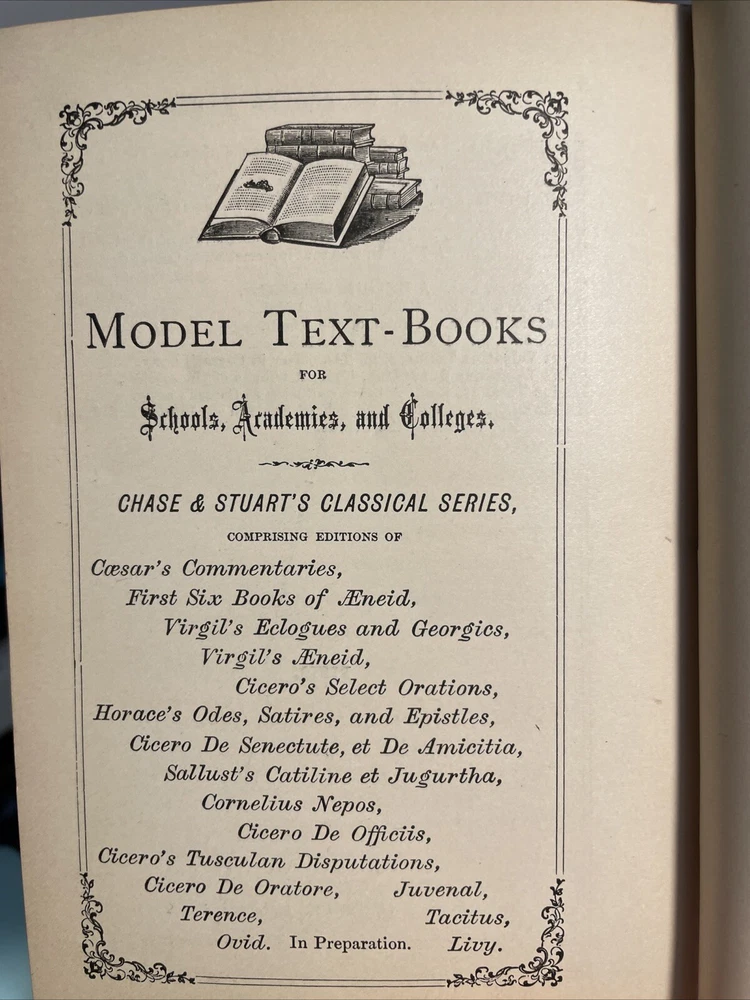 MODEL TEXT-BOOKS
FOR
Schools, Academies, and Colleges.
CHASE & STUART'S CLASSICAL SERIES,
COMPRISING EDITIONS OF
Cæsar's Commentaries,
First Six Books of Æneid,
Virgil's Eclogues and Georgics,
Virgil's Æneid,
Cicero's Select Orations,
Horace's Odes, Satires, and Epistles,
Cicero De Senectute, et De Amicitia,
Sallust's Catiline et Jugurtha,
Cornelius Nepos,
Cicero De Officiis,
Cicero's Tusculan Disputations,
Cicero De Oratore, Juvenal,
Terence, Tacitus,
Ovid. In Preparation. Livy.